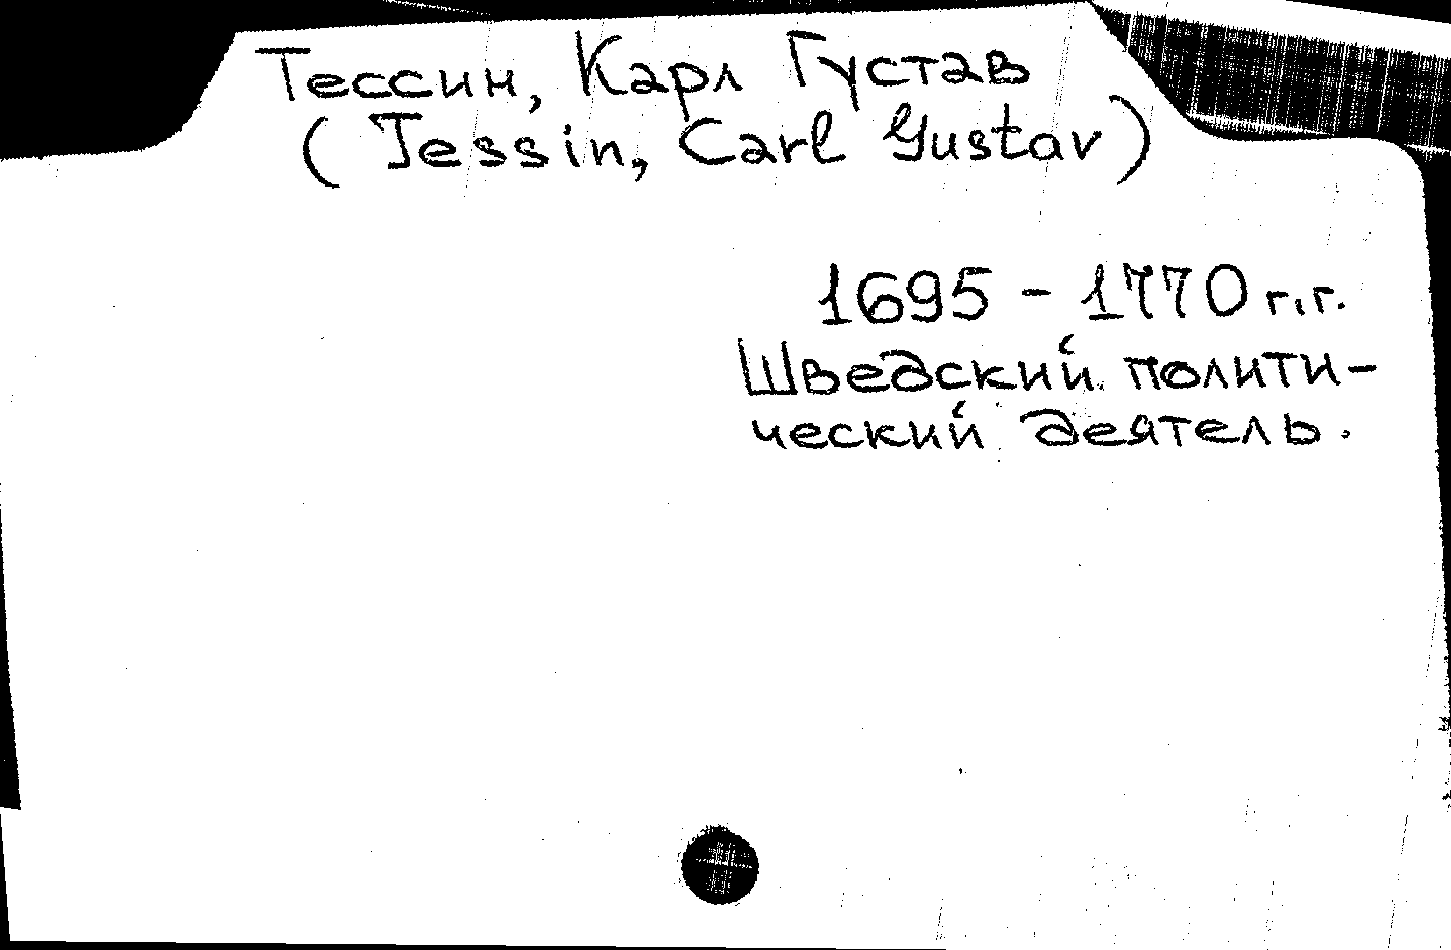 Тессин, Карл Густав
(Tessin, Carl Gustav)
1695 - 1770 г.г.
Шведский полити-
ческий деятель.